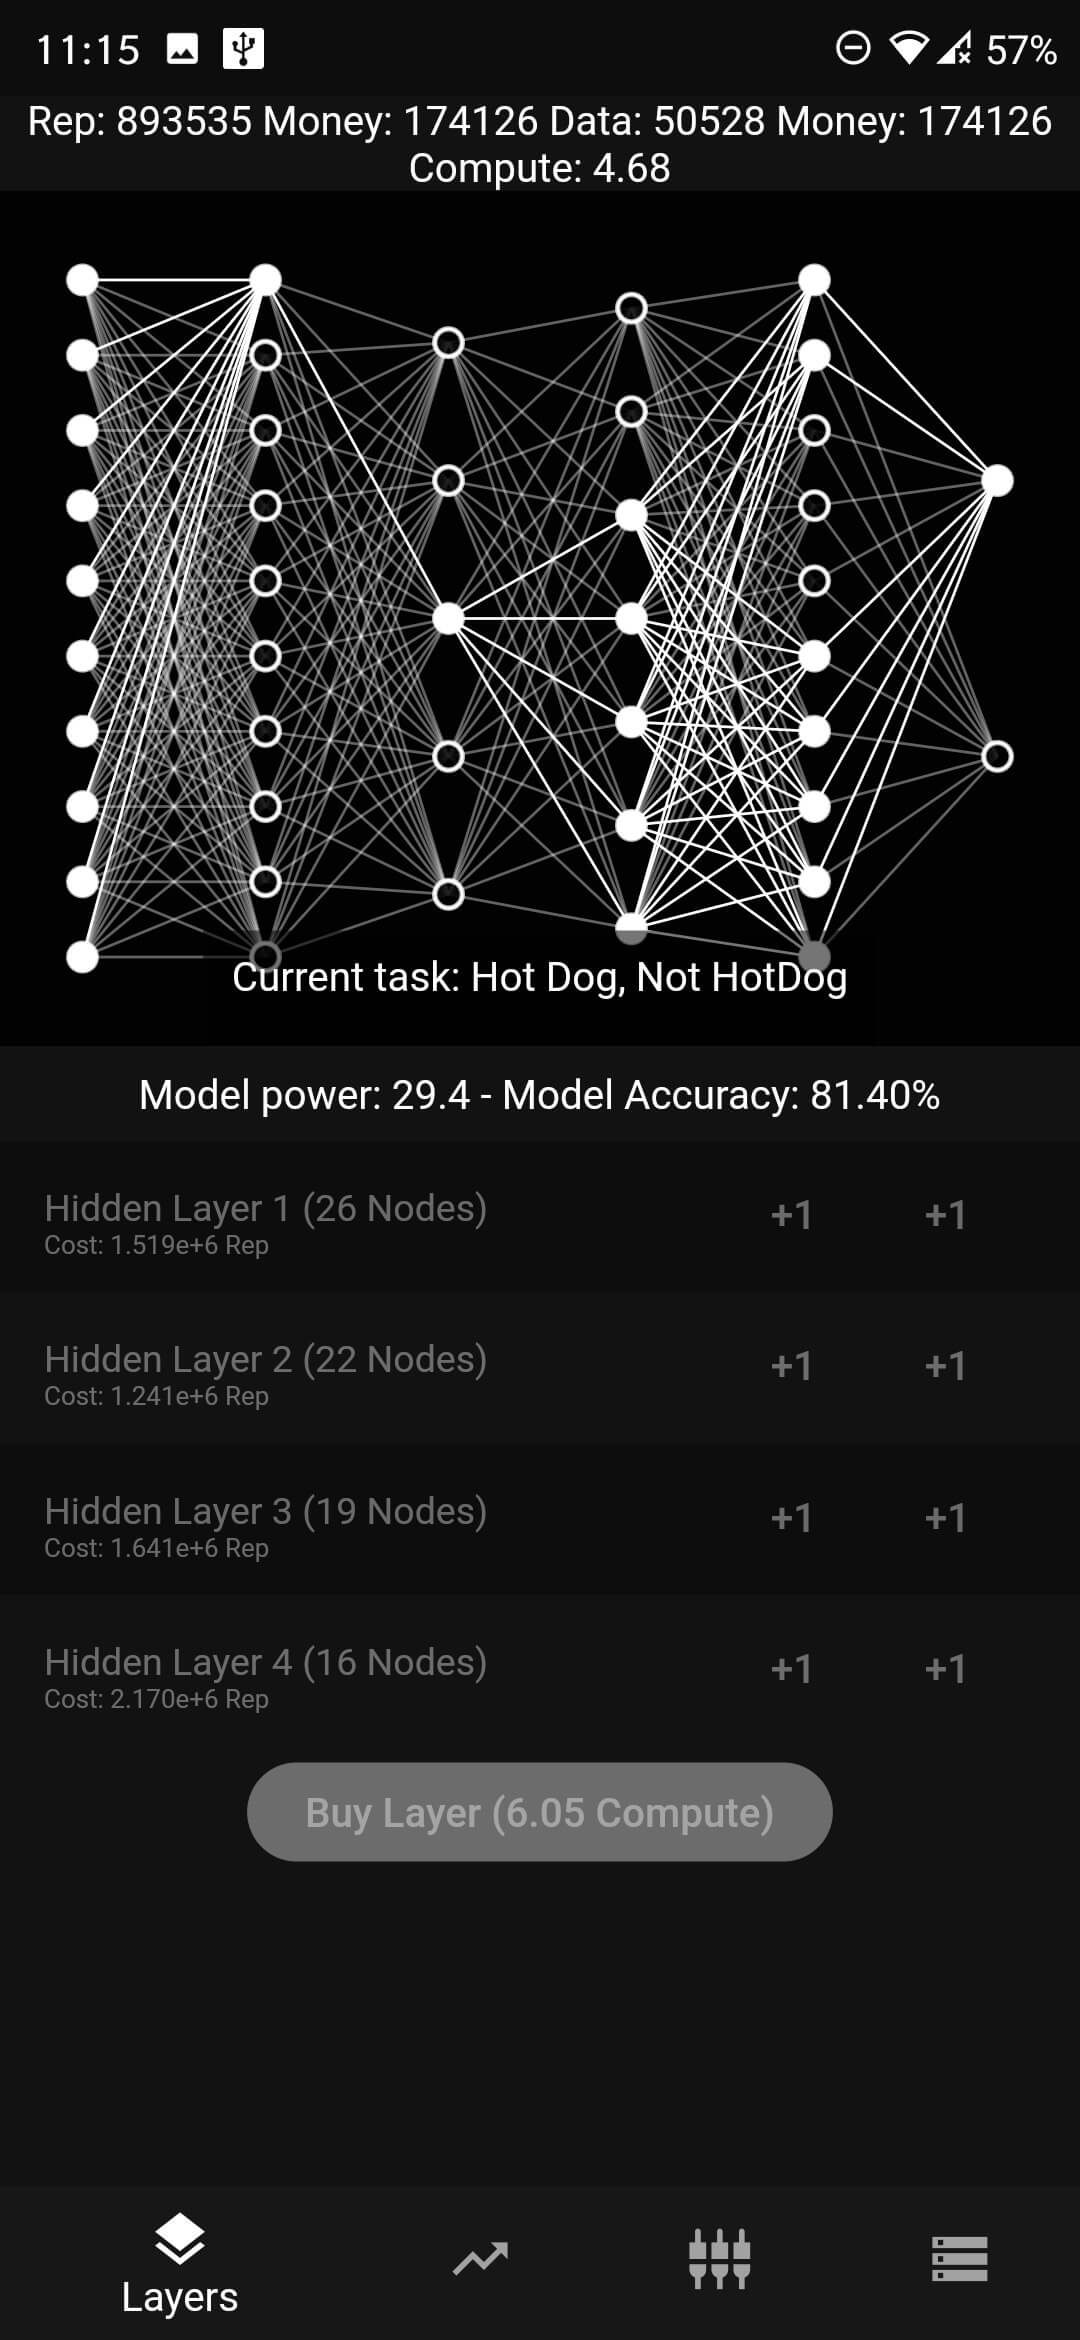 11:15 57%
Rep: 893535 Money: 174126 Data: 50528 Money: 174126
Compute: 4.68
Current task: Hot Dog, Not HotDog
Model power: 29.4 - Model Accuracy: 81.40%
Hidden Layer 1 (26 Nodes) +1 +1
Cost: 1.519e+6 Rep
Hidden Layer 2 (22 Nodes) +1 +1
Cost: 1.241e+6 Rep
Hidden Layer 3 (19 Nodes) +1 +1
Cost: 1.641e+6 Rep
Hidden Layer 4 (16 Nodes) +1 +1
Cost: 2.170e+6 Rep
Buy Layer (6.05 Compute)
Layers